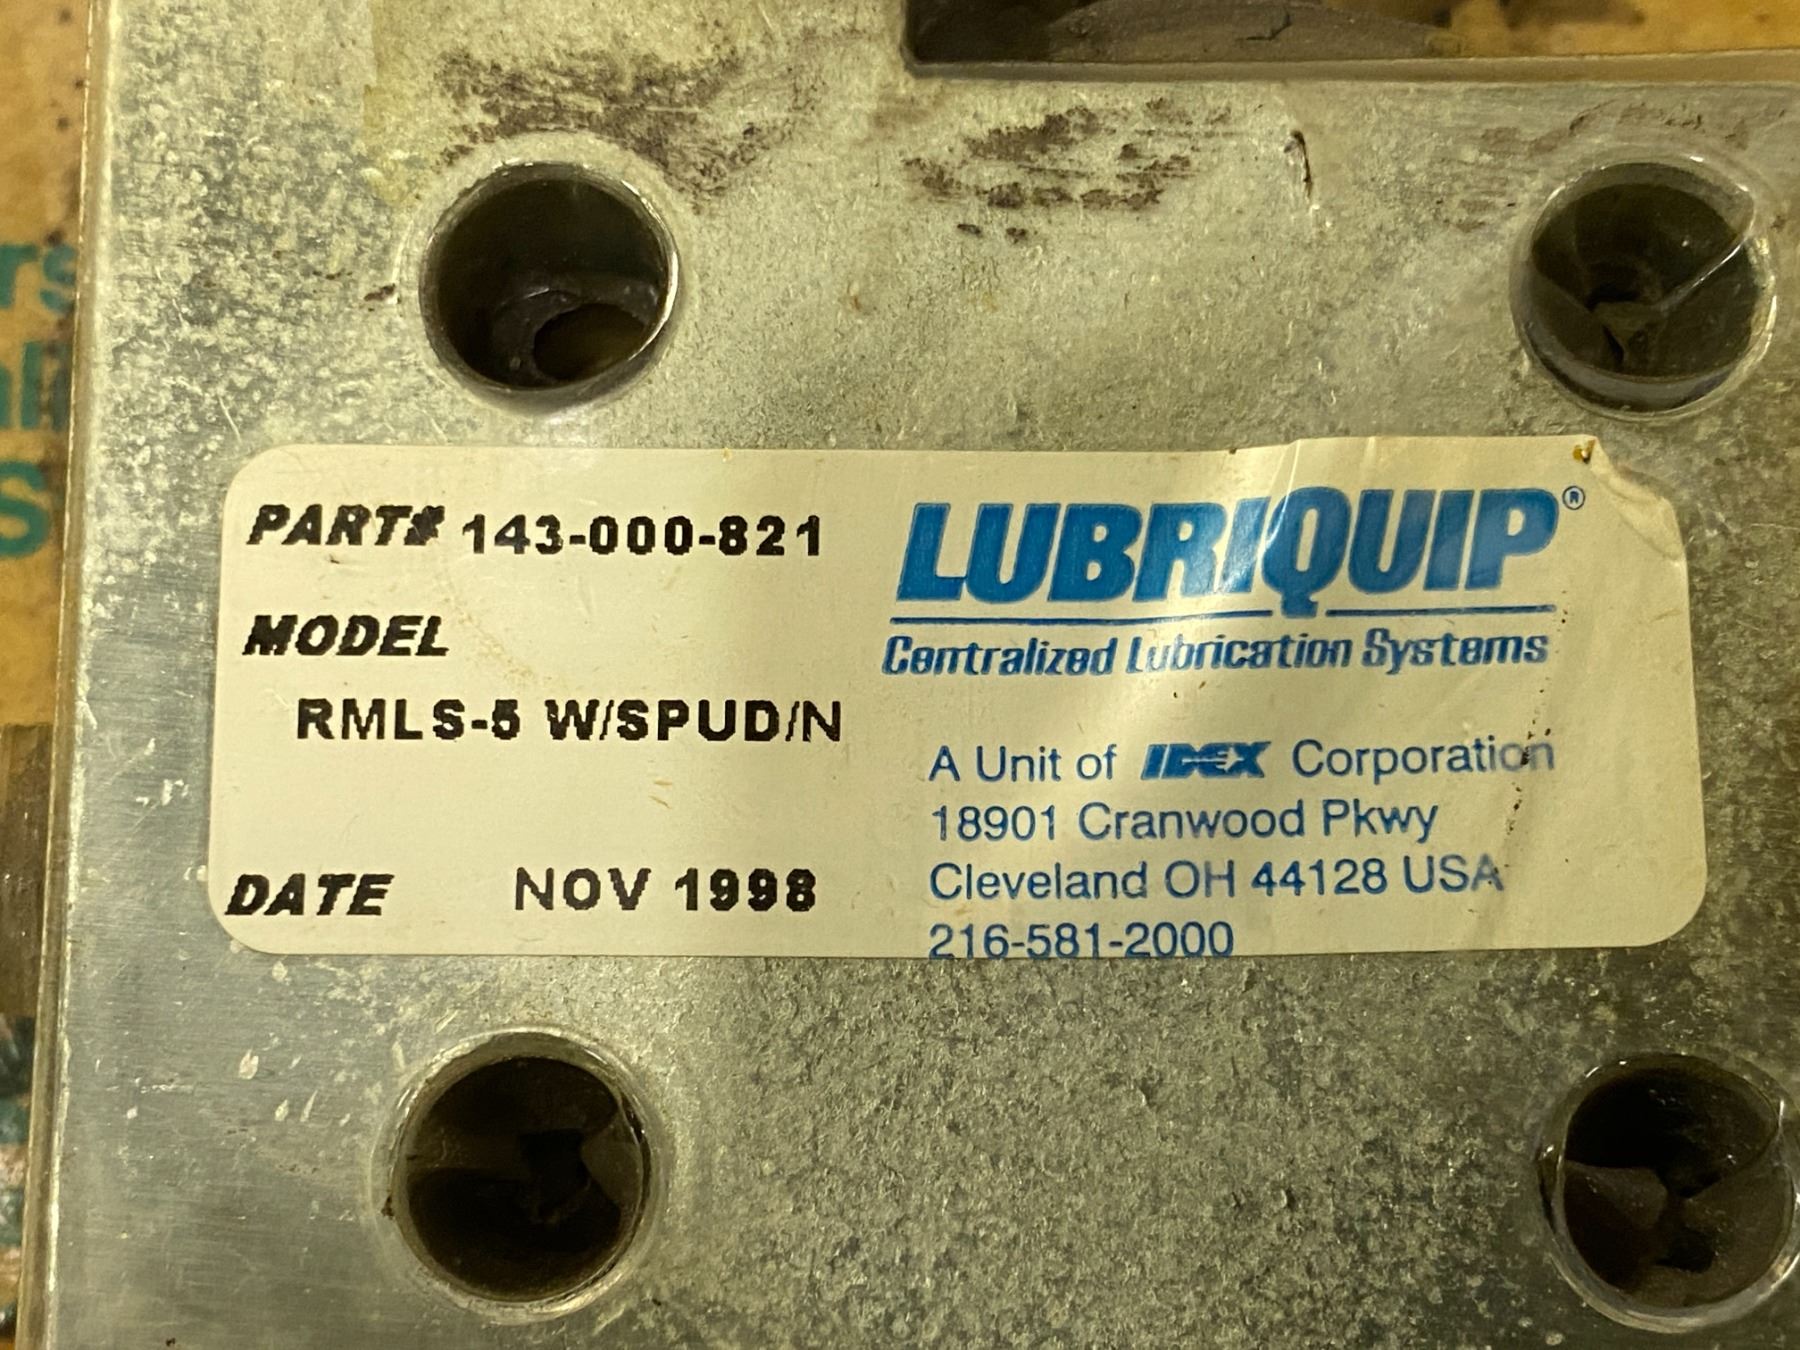 PART# 143-000-821
MODEL
RMLS-5 W/SPUD/N
DATE NOV 1998
LUBRIQUIP®
Centralized Lubrication Systems
A Unit of IDEX Corporation
18901 Cranwood Pkwy
Cleveland OH 44128 USA
216-581-2000